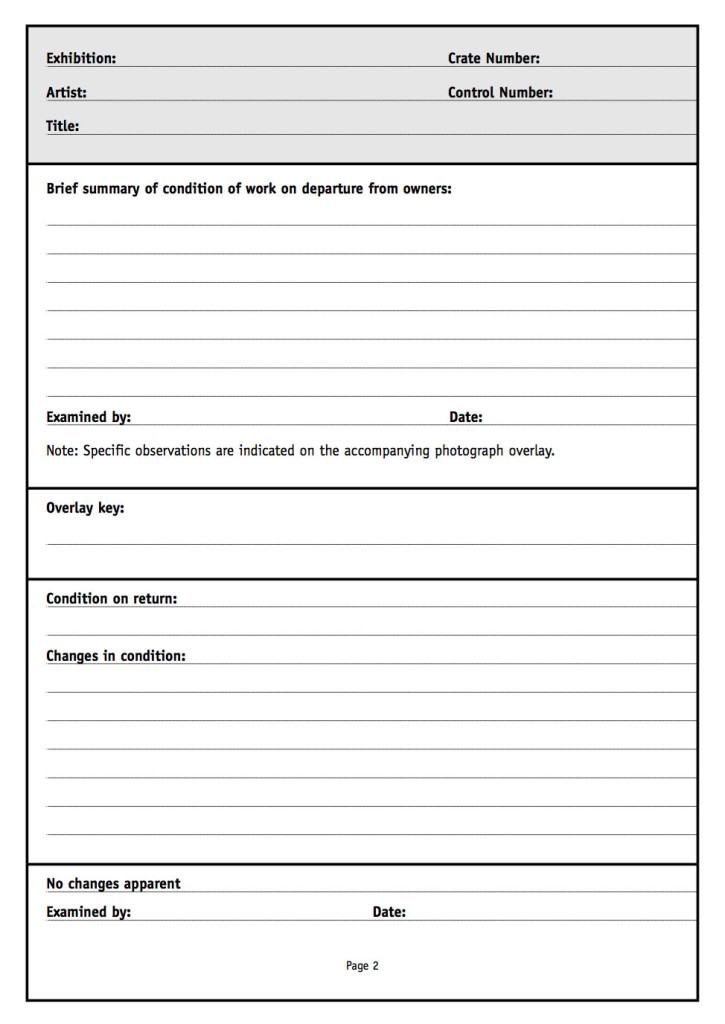 Exhibition: Crate Number:
Artist: Control Number:
Title:
Brief summary of condition of work on departure from owners:
Examined by: Date:
Note: Specific observations are indicated on the accompanying photograph overlay.
Overlay key:
Condition on return:
Changes in condition:
No changes apparent
Examined by: Date:
Page 2